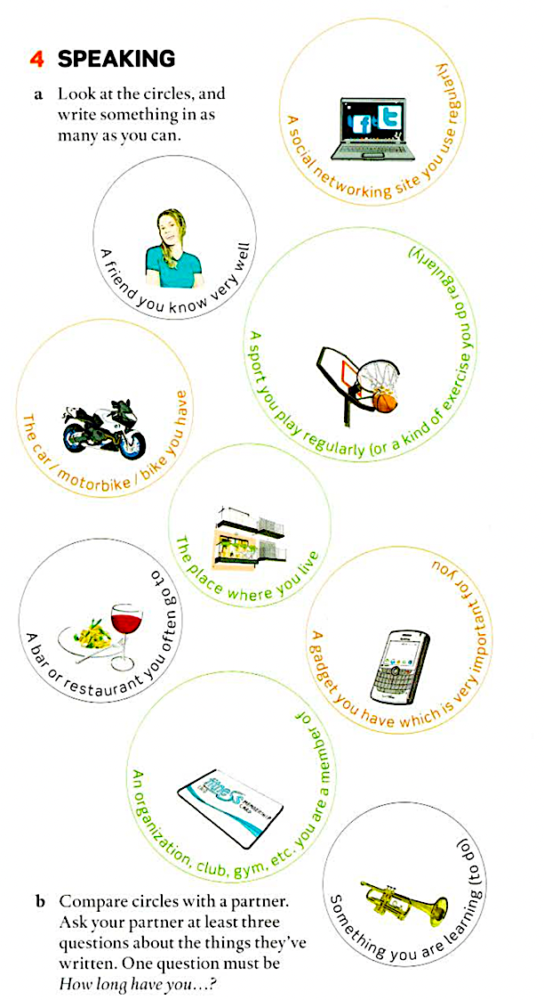 4 SPEAKING
a Look at the circles, and
write something in as
many as you can.
A social networking site you use regularly
f t
A friend you know very well
A sport you play regularly (or a kind of exercise you do regularly)
The car / motorbike / bike you have
The place where you live
A bar or restaurant you often go to
A gadget you have which is very important for you
fitness
MEMBERSHIP
CARD
An organization, club, gym, etc. you are a member of
Something you are learning (to do)
b Compare circles with a partner.
Ask your partner at least three
questions about the things they've
written. One question must be
How long have you...?